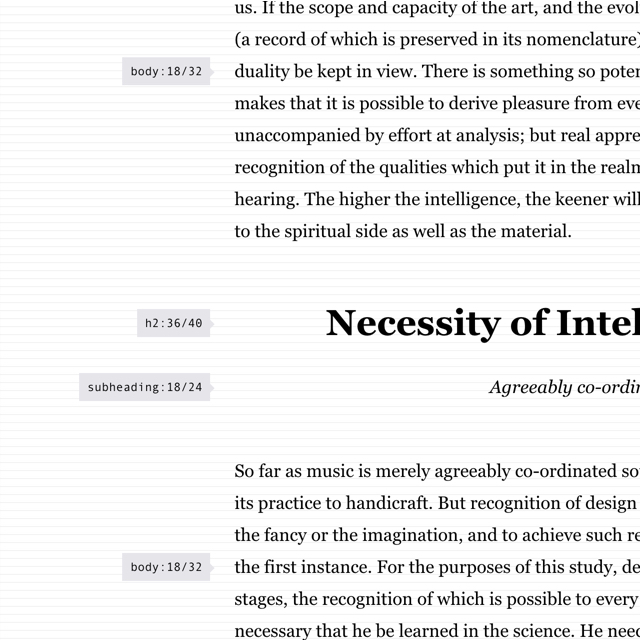 us. If the scope and capacity of the art, and the evol
(a record of which is preserved in its nomenclature)
body:18/32
duality be kept in view. There is something so poten
makes that it is possible to derive pleasure from eve
unaccompanied by effort at analysis; but real appre
recognition of the qualities which put it in the realm
hearing. The higher the intelligence, the keener will
to the spiritual side as well as the material.
h2:36/40
Necessity of Intel
subheading:18/24
Agreeably co-ordin
So far as music is merely agreeably co-ordinated so
its practice to handicraft. But recognition of design
the fancy or the imagination, and to achieve such re
body:18/32
the first instance. For the purposes of this study, de
stages, the recognition of which is possible to every
necessary that he be learned in the science. He need